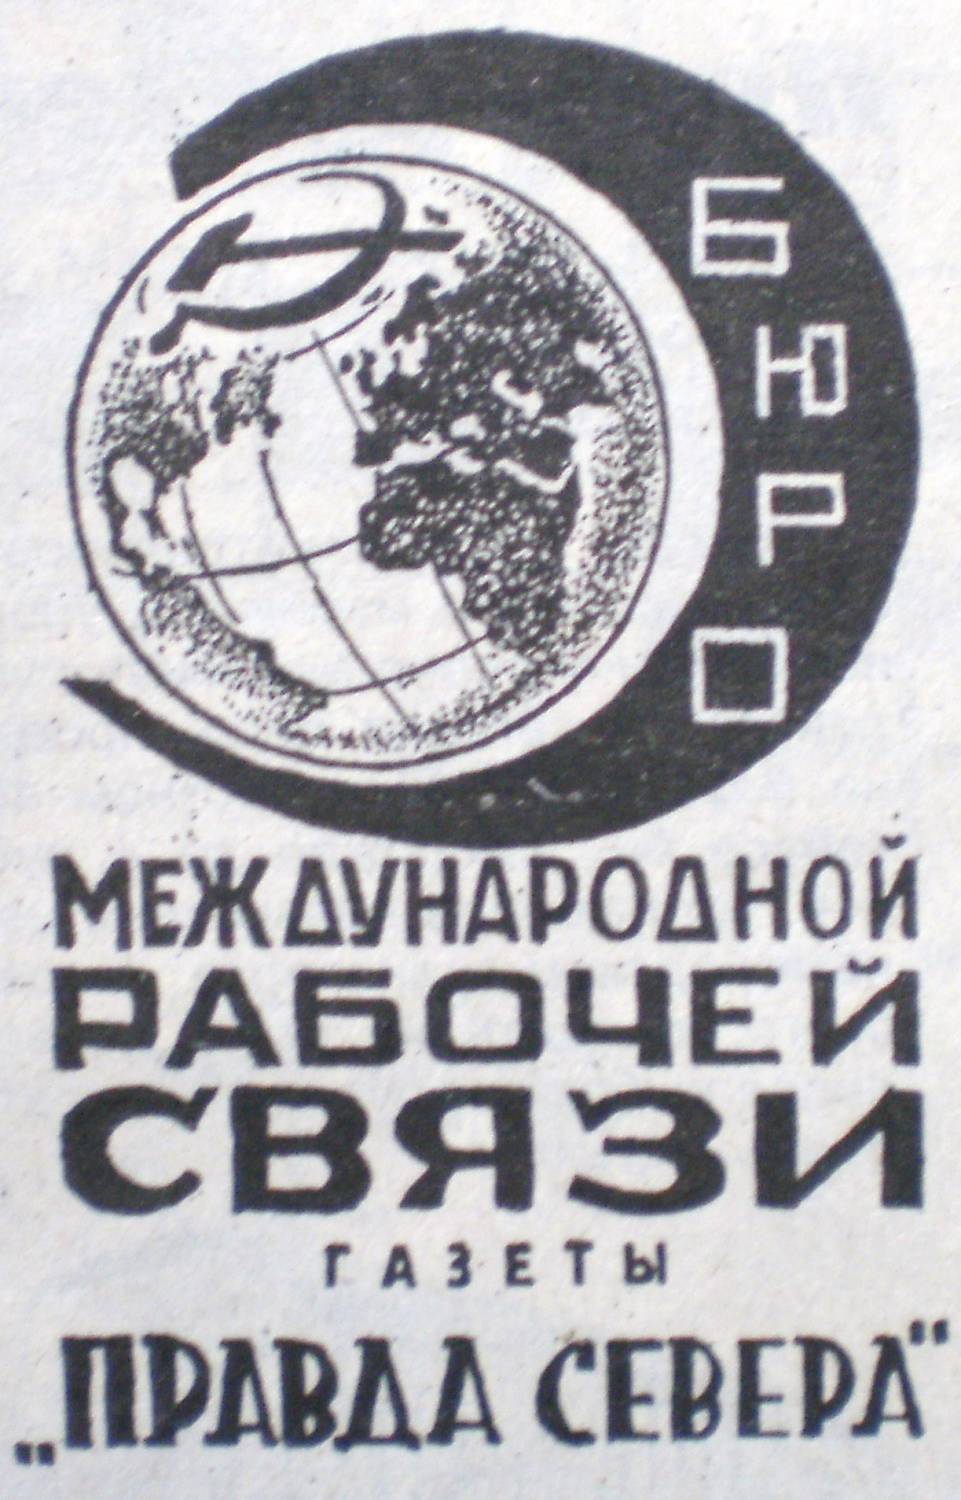 БЮРО
МЕЖДУНАРОДНОЙ
РАБОЧЕЙ
СВЯЗИ
ГАЗЕТЫ
„ПРАВДА СЕВЕРА“